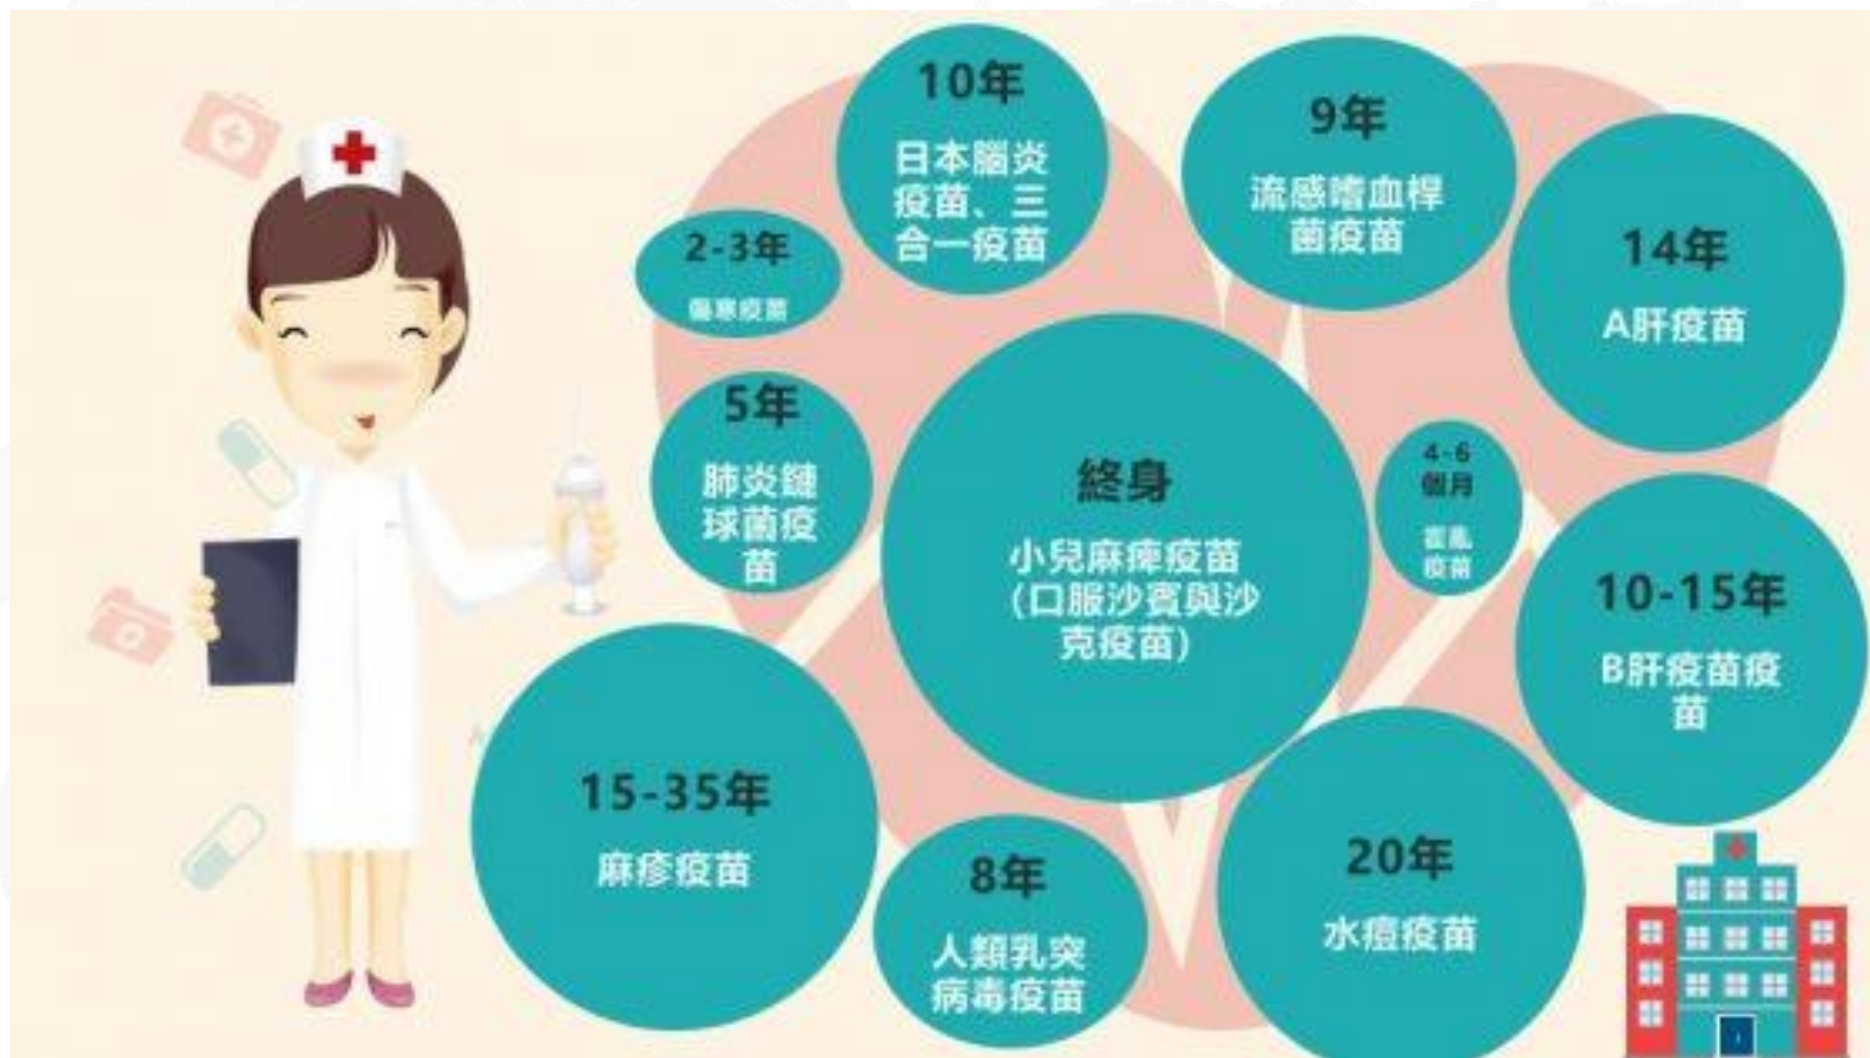 10年
日本腦炎
疫苗、三
合一疫苗
9年
流感嗜血桿
菌疫苗
14年
A肝疫苗
2-3年
傷寒疫苗
5年
肺炎鏈
球菌疫
苗
終身
小兒麻痺疫苗
(口服沙賓與沙
克疫苗)
4-6
個月
霍亂
疫苗
10-15年
B肝疫苗疫
苗
15-35年
麻疹疫苗
8年
人類乳突
病毒疫苗
20年
水痘疫苗